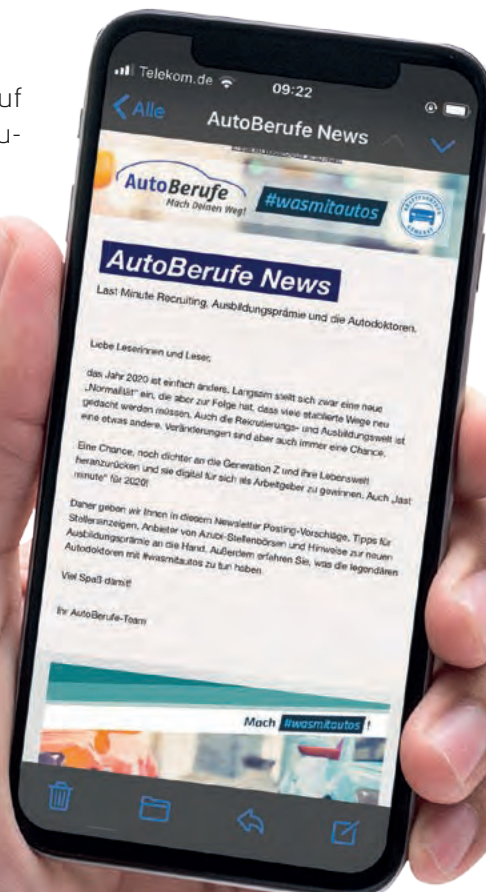 uf
u-
Telekom.de
09:22
Alle
AutoBerufe News
AutoBerufe
Mach Deinen Weg!
#wasmitautos
AutoBerufe News
Last Minute Recruiting, Ausbildungsprämie und die Autodoktoren.
Liebe Leserinnen und Leser,
das Jahr 2020 ist einfach anders. Langsam stellt sich zwar eine neue
„Normalität“ ein, die aber zur Folge hat, dass viele etablierte Wege neu
gedacht werden müssen. Auch die Rekrutierungs- und Ausbildungswelt ist
eine etwas andere. Veränderungen sind aber auch immer eine Chance.
Eine Chance, noch dichter an die Generation Z und ihre Lebenswelt
heranzurücken und sie digital für sich als Arbeitgeber zu gewinnen. Auch „last
minute“ für 2020!
Daher geben wir Ihnen in diesem Newsletter Posting-Vorschläge, Tipps für
Stellenanzeigen, Anbieter von Azubi-Stellenbörsen und Hinweise zur neuen
Ausbildungsprämie an die Hand. Außerdem erfahren Sie, was die legendären
Autodoktoren mit #wasmitautos zu tun haben.
Viel Spaß damit!
Ihr AutoBerufe-Team
Mach #wasmitautos !